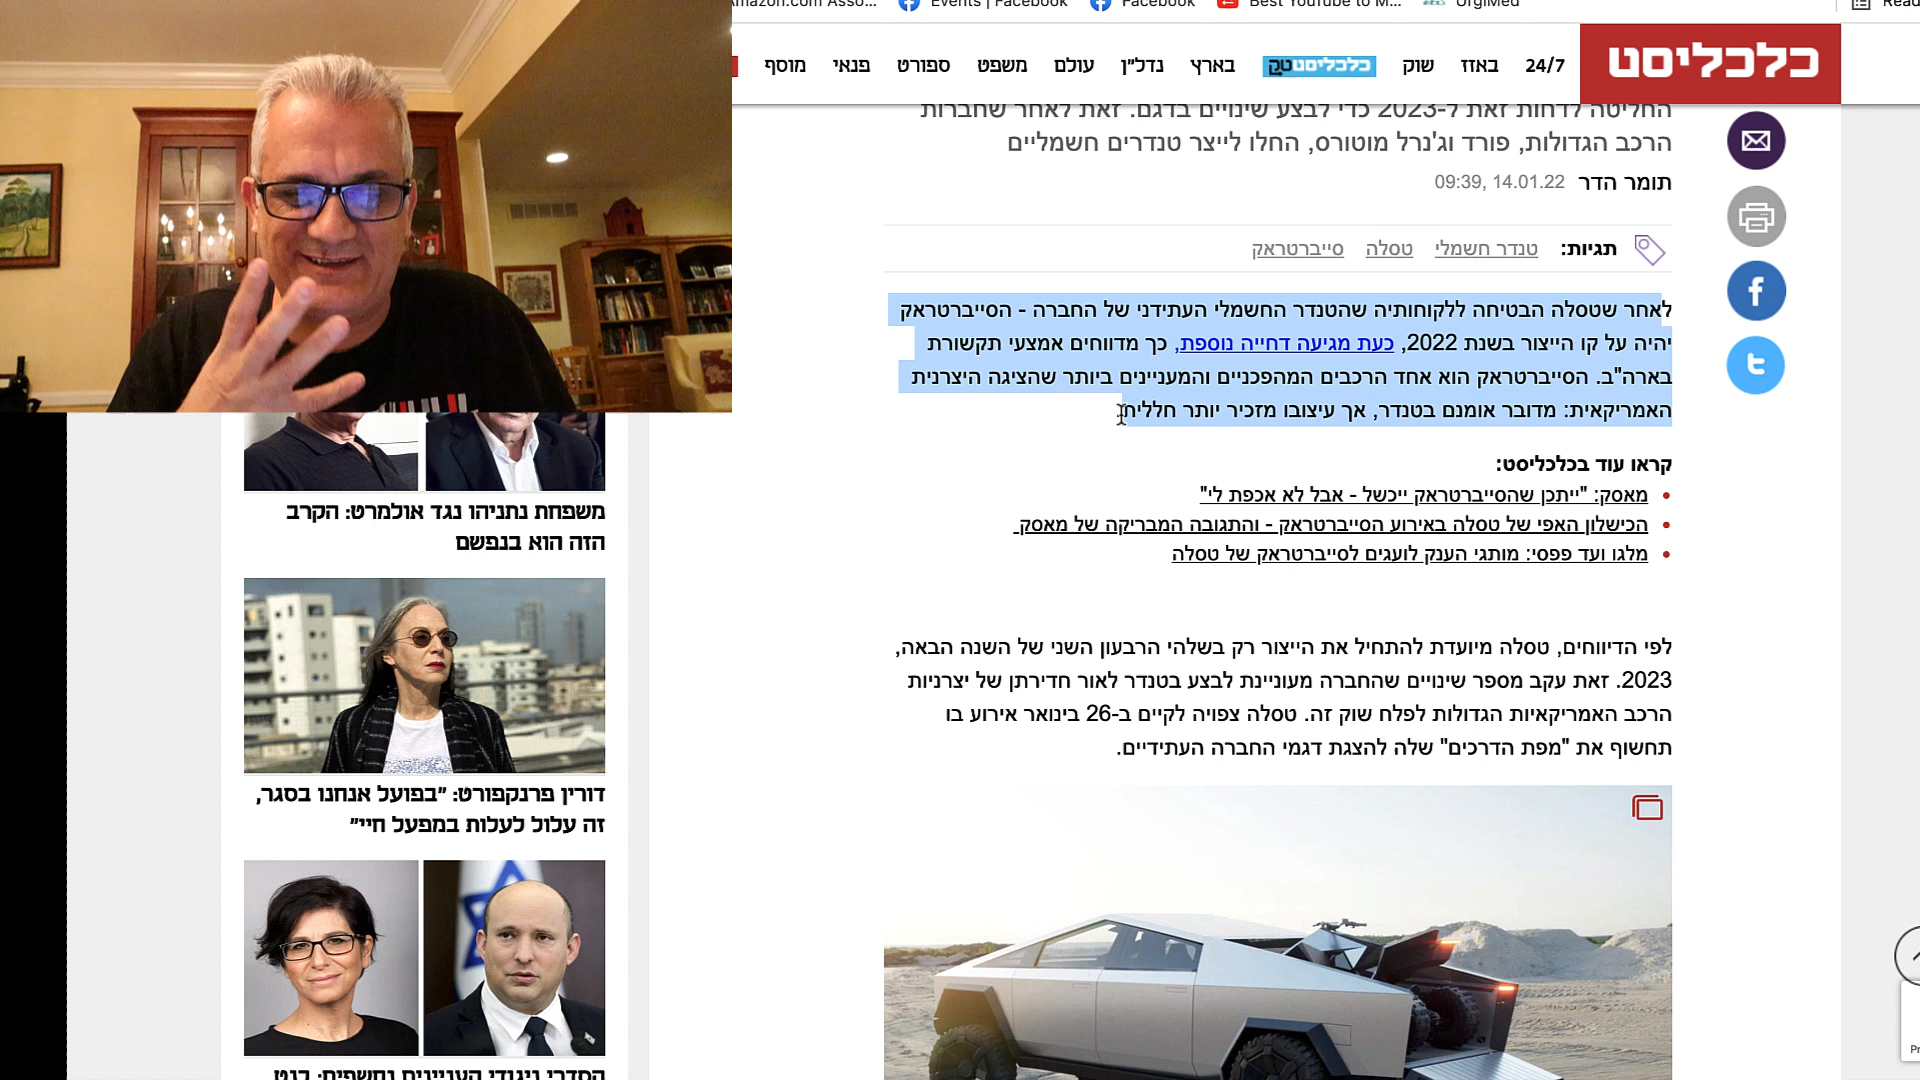 Amazon.com Asso...
Events | Facebook
Facebook
Best YouTube to M...
UrgiMed
כלכליסט
24/7 באזז שוק כלכליסטטק בארץ נדל"ן עולם משפט ספורט פנאי מוסף
החליטה לדחות זאת ל-2023 כדי לבצע שינויים בדגם. זאת לאחר שחברות
הרכב הגדולות, פורד וג'נרל מוטורס, החלו לייצר טנדרים חשמליים
תומר הדר 14.01.22, 09:39
תגיות: טנדר חשמלי טסלה סייברטראק
לאחר שטסלה הבטיחה ללקוחותיה שהטנדר החשמלי העתידני של החברה - הסייברטראק
יהיה על קו הייצור בשנת 2022, כעת מגיעה דחייה נוספת, כך מדווחים אמצעי תקשורת
בארה"ב. הסייברטראק הוא אחד הרכבים המהפכניים והמעניינים ביותר שהציגה היצרנית
האמריקאית: מדובר אומנם בטנדר, אך עיצובו מזכיר יותר חללית
קראו עוד בכלכליסט:
מאסק: "ייתכן שהסייברטראק ייכשל - אבל לא אכפת לי"
הכישלון האפי של טסלה באירוע הסייברטראק - והתגובה המבריקה של מאסק
מלגו ועד פפסי: מותגי הענק לועגים לסייברטראק של טסלה
לפי הדיווחים, טסלה מיועדת להתחיל את הייצור רק בשלהי הרבעון השני של השנה הבאה,
2023. זאת עקב מספר שינויים שהחברה מעוניינת לבצע בטנדר לאור חדירתן של יצרניות
הרכב האמריקאיות הגדולות לפלח שוק זה. טסלה צפויה לקיים ב-26 בינואר אירוע בו
תחשוף את "מפת הדרכים" שלה להצגת דגמי החברה העתידיים.
משפחת נתניהו נגד אולמרט: הקרב
הזה הוא בנפשם
דורין פרנקפורט: "בפועל אנחנו בסגר,
זה עלול לעלות במפעל חיי"
הסדרי ניגודי העניינים נחשפים: בנט